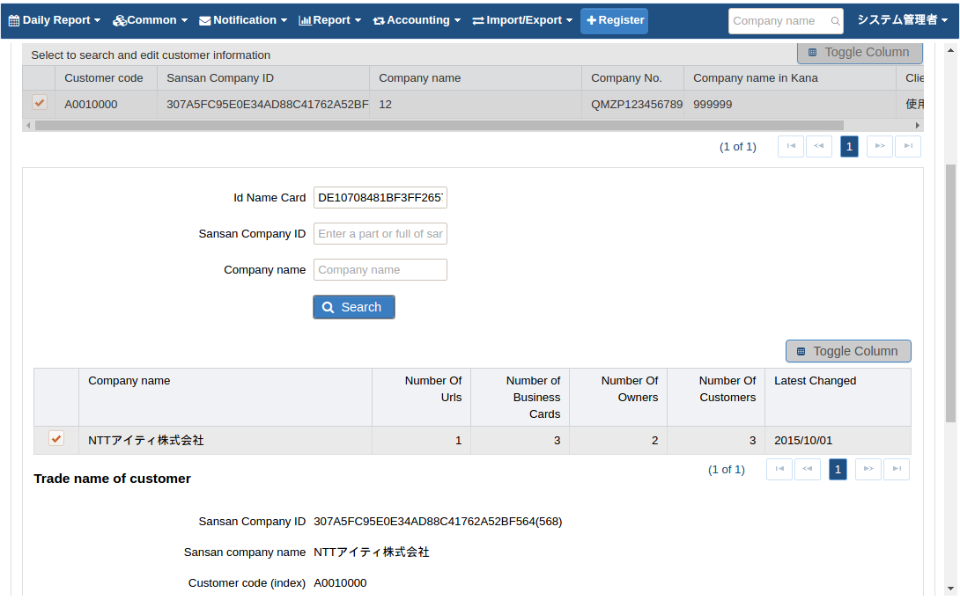 Daily Report Common Notification Report Accounting Import/Export + Register Company name システム管理者
Select to search and edit customer information Toggle Column
Customer code Sansan Company ID Company name Company No. Company name in Kana Clie
A0010000 307A5FC95E0E34AD88C41762A52BF 12 QMZP123456789 999999 使用
(1 of 1) 1
Id Name Card DE10708481BF3FF265
Sansan Company ID Enter a part or full of sar
Company name Company name
Search
Toggle Column
Company name Number Of Urls Number of Business Cards Number Of Owners Number Of Customers Latest Changed
NTTアイティ株式会社 1 3 2 3 2015/10/01
(1 of 1) 1
Trade name of customer
Sansan Company ID 307A5FC95E0E34AD88C41762A52BF564(568)
Sansan company name NTTアイティ株式会社
Customer code (index) A0010000